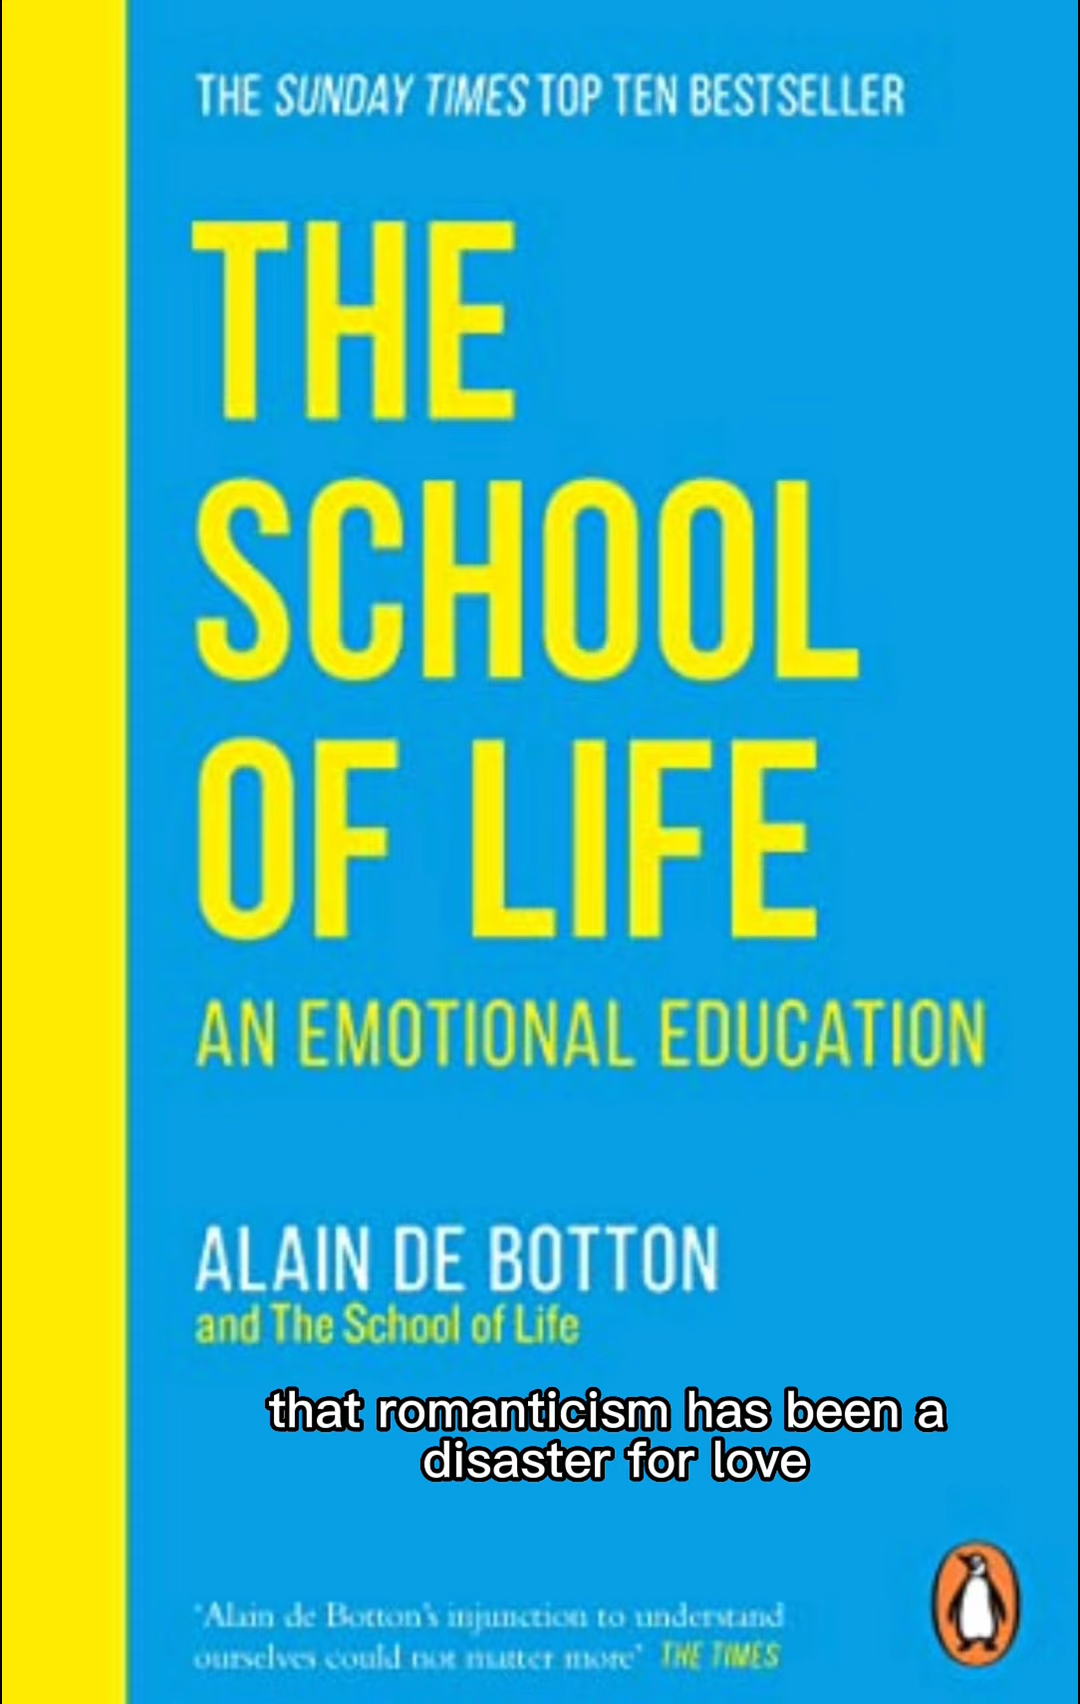 THE SUNDAY TIMES TOP TEN BESTSELLER
THE
SCHOOL
OF LIFE
AN EMOTIONAL EDUCATION
ALAIN DE BOTTON
and The School of Life
that romanticism has been a
disaster for love
‘Alain de Botton’s injunction to understand
ourselves could not matter more’ THE TIMES